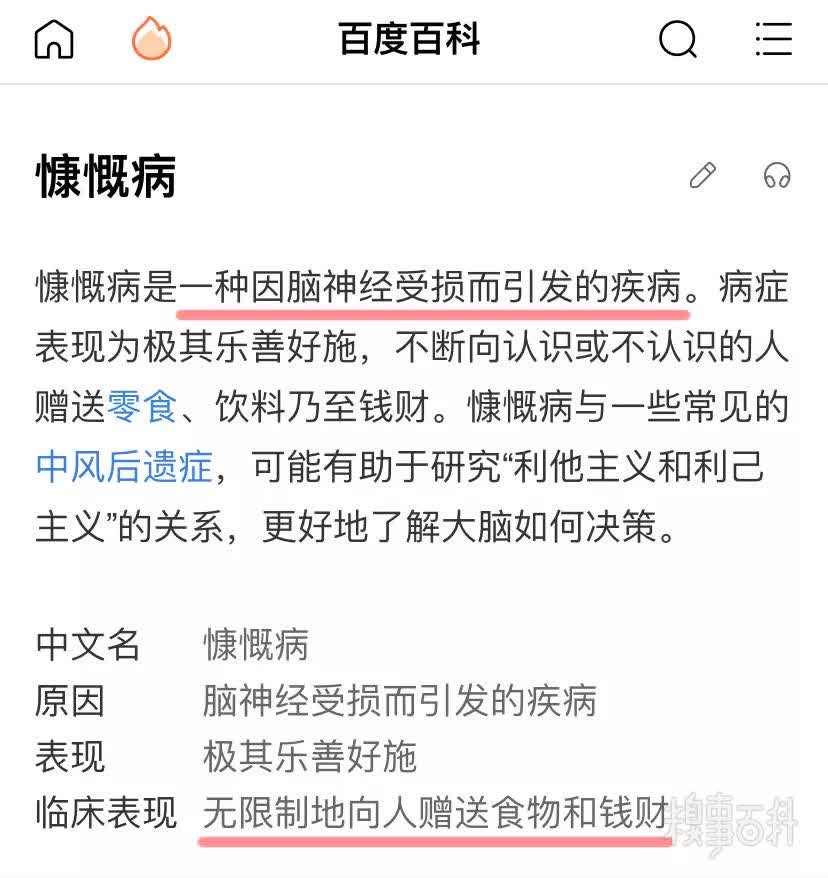 百度百科
慷慨病
慷慨病是一种因脑神经受损而引发的疾病。病症
表现为极其乐善好施，不断向认识或不认识的人
赠送零食、饮料乃至钱财。慷慨病与一些常见的
中风后遗症，可能有助于研究“利他主义和利己
主义”的关系，更好地了解大脑如何决策。
中文名 慷慨病
原因 脑神经受损而引发的疾病
表现 极其乐善好施
临床表现 无限制地向人赠送食物和钱财
糗事百科